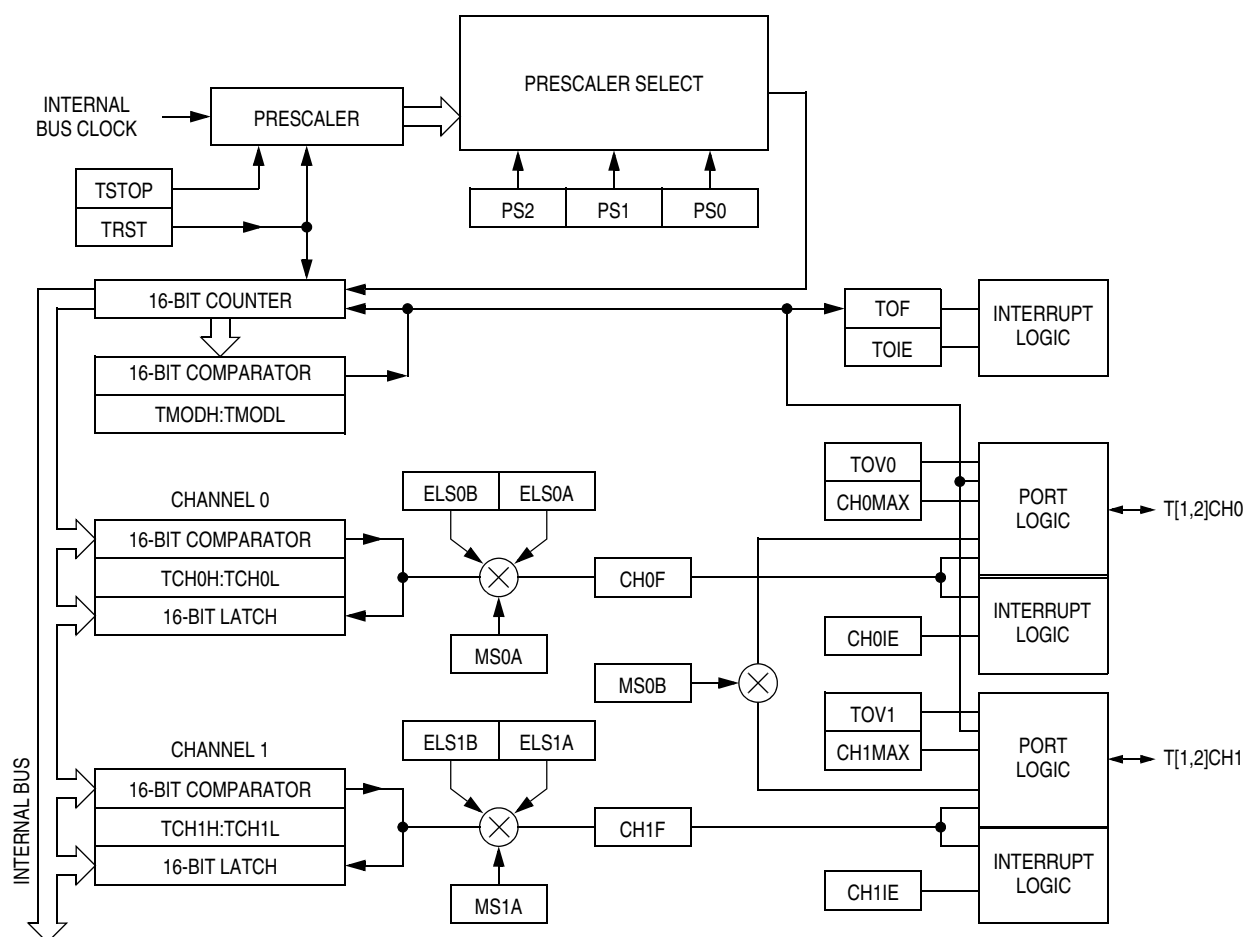 PRESCALER SELECT
INTERNAL
BUS CLOCK
PRESCALER
TSTOP
TRST
PS2 PS1 PS0
16-BIT COUNTER
TOF
TOIE
INTERRUPT
LOGIC
16-BIT COMPARATOR
TMODH:TMODL
CHANNEL 0
ELS0B ELS0A
TOV0
CH0MAX
PORT
LOGIC
T[1,2]CH0
16-BIT COMPARATOR
TCH0H:TCH0L
16-BIT LATCH
CH0F
MS0A
CH0IE
INTERRUPT
LOGIC
MS0B
CHANNEL 1
ELS1B ELS1A
TOV1
CH1MAX
PORT
LOGIC
T[1,2]CH1
16-BIT COMPARATOR
TCH1H:TCH1L
16-BIT LATCH
CH1F
MS1A
CH1IE
INTERRUPT
LOGIC
INTERNAL BUS